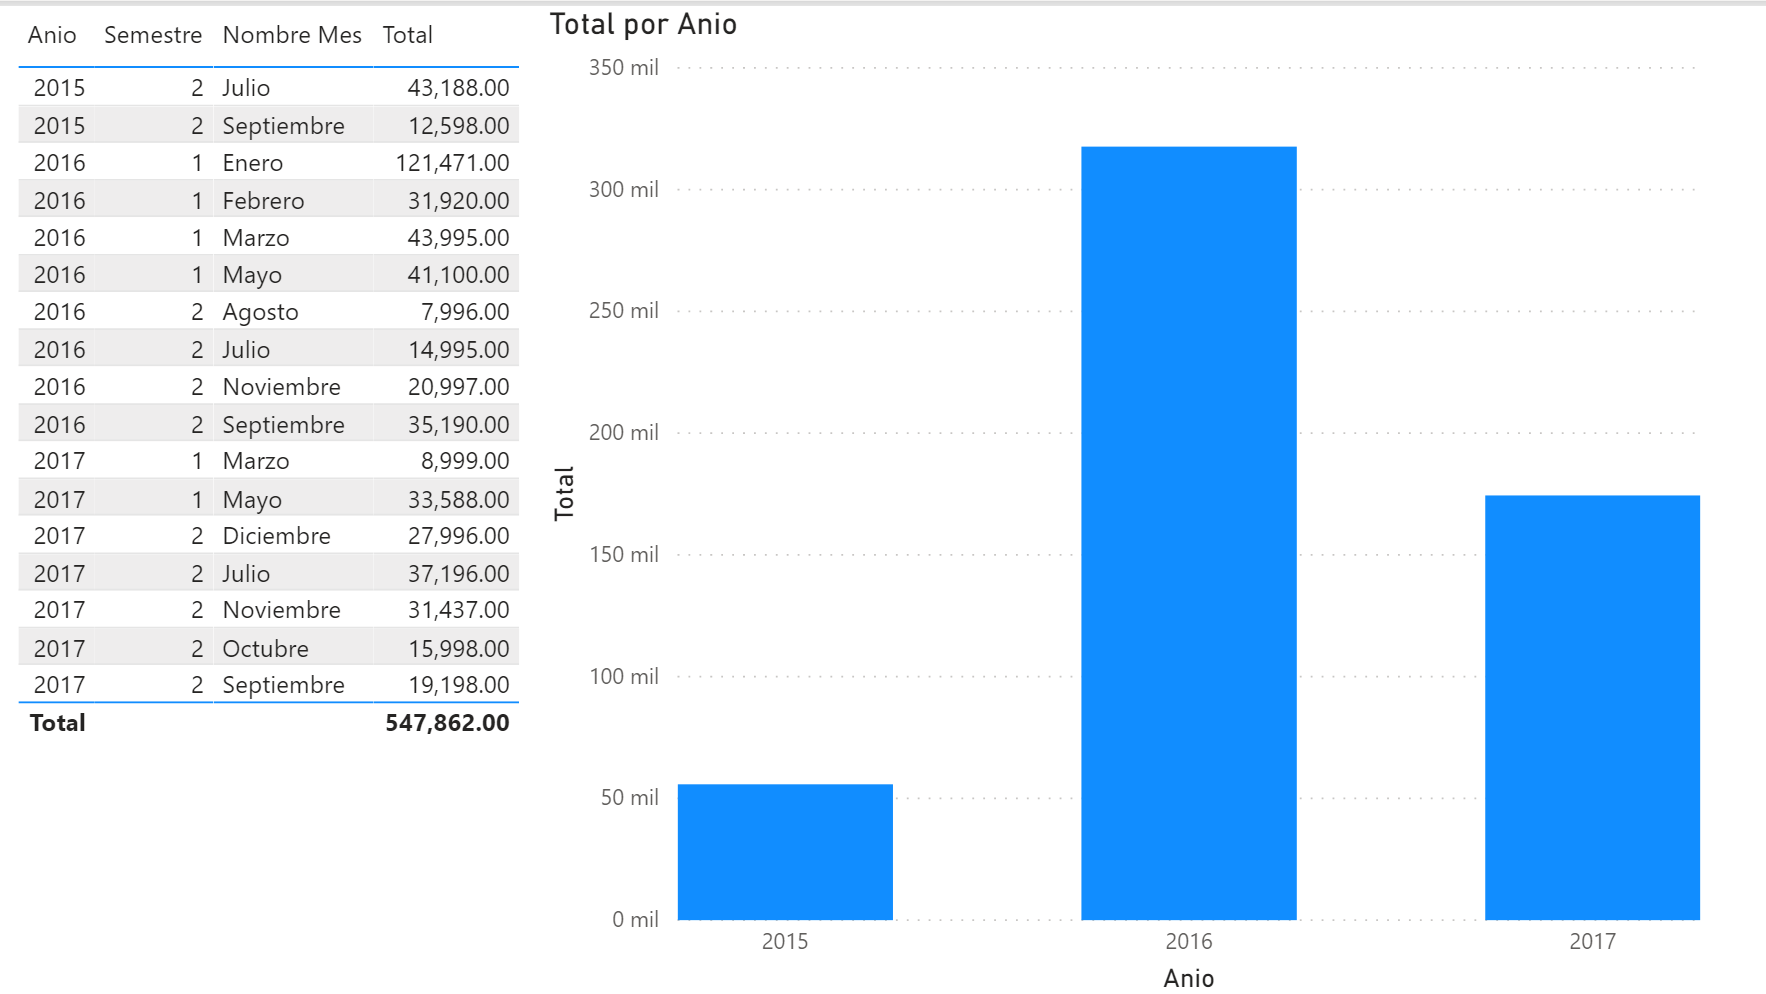 Anio Semestre Nombre Mes Total
2015 2 Julio 43,188.00
2015 2 Septiembre 12,598.00
2016 1 Enero 121,471.00
2016 1 Febrero 31,920.00
2016 1 Marzo 43,995.00
2016 1 Mayo 41,100.00
2016 2 Agosto 7,996.00
2016 2 Julio 14,995.00
2016 2 Noviembre 20,997.00
2016 2 Septiembre 35,190.00
2017 1 Marzo 8,999.00
2017 1 Mayo 33,588.00
2017 2 Diciembre 27,996.00
2017 2 Julio 37,196.00
2017 2 Noviembre 31,437.00
2017 2 Octubre 15,998.00
2017 2 Septiembre 19,198.00
Total 547,862.00
Total por Anio
350 mil
300 mil
250 mil
200 mil
150 mil
100 mil
50 mil
0 mil
Total
2015 2016 2017
Anio